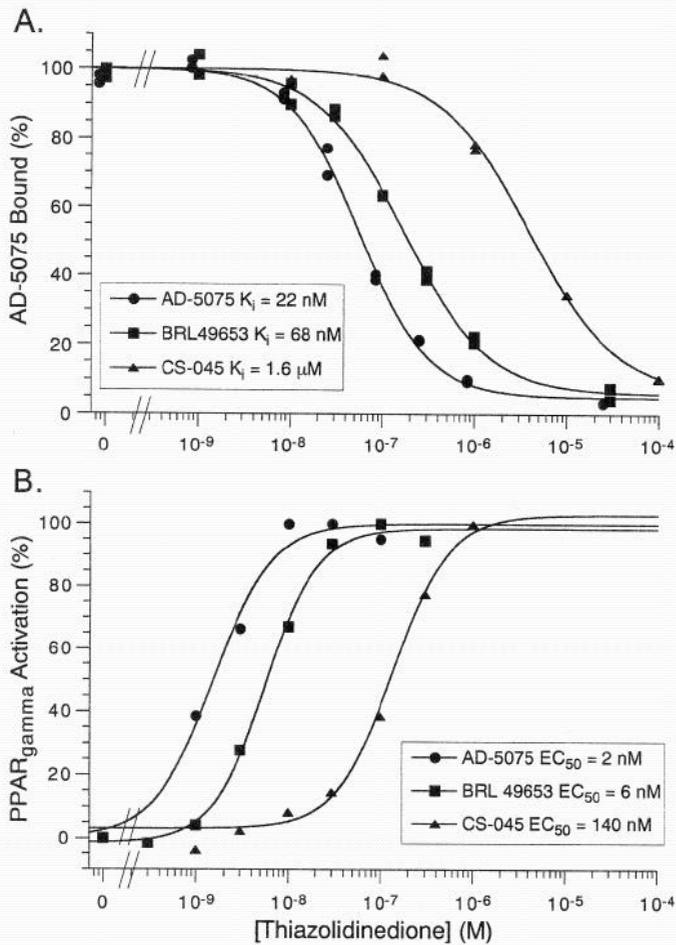 A.
100
80
60
40
20
0
AD-5075 Bound (%)
AD-5075 Ki = 22 nM
BRL49653 Ki = 68 nM
CS-045 Ki = 1.6 μM
0 10-9 10-8 10-7 10-6 10-5 10-4
B.
100
80
60
40
20
0
PPARgamma Activation (%)
AD-5075 EC50 = 2 nM
BRL 49653 EC50 = 6 nM
CS-045 EC50 = 140 nM
0 10-9 10-8 10-7 10-6 10-5 10-4
[Thiazolidinedione] (M)